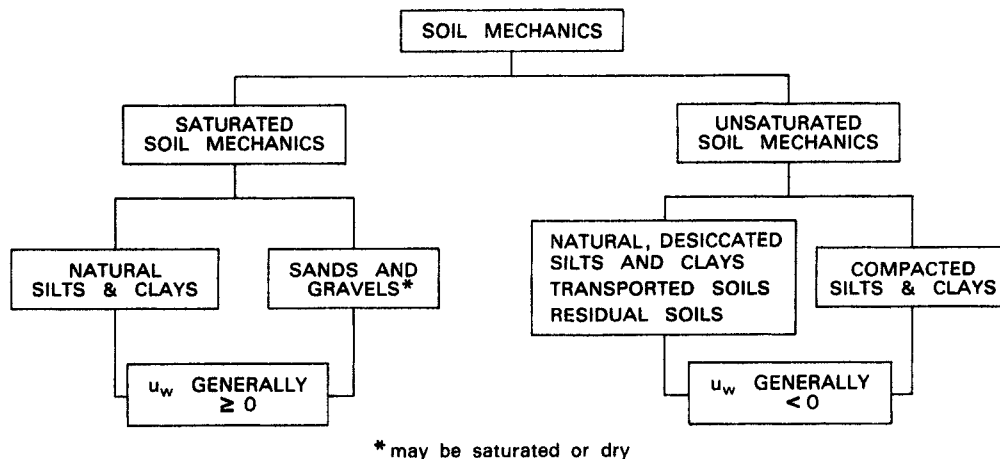 SOIL MECHANICS
SATURATED
SOIL MECHANICS
UNSATURATED
SOIL MECHANICS
NATURAL
SILTS & CLAYS
SANDS AND
GRAVELS*
NATURAL, DESICCATED
SILTS AND CLAYS
TRANSPORTED SOILS
RESIDUAL SOILS
COMPACTED
SILTS & CLAYS
u_w GENERALLY
≥ 0
u_w GENERALLY
< 0
* may be saturated or dry